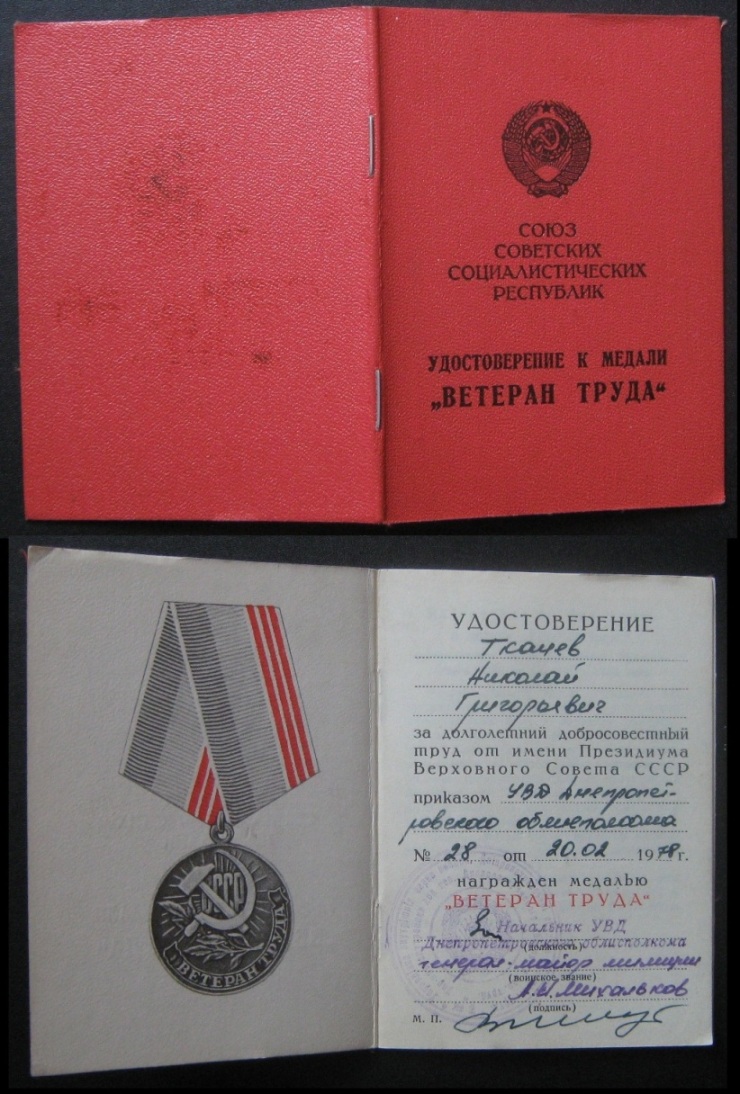 СОЮЗ
СОВЕТСКИХ
СОЦИАЛИСТИЧЕСКИХ
РЕСПУБЛИК
УДОСТОВЕРЕНИЕ К МЕДАЛИ
„ВЕТЕРАН ТРУДА“
СССР
ВЕТЕРАН ТРУДА
УДОСТОВЕРЕНИЕ
Ткачев
Николай
Григорьевич
за долголетний добросовестный
труд от имени Президиума
Верховного Совета СССР
приказом УВД Днепропет-
ровского облисполкома
№ 28 от 20.02 1978 г.
награжден медалью
„ВЕТЕРАН ТРУДА“
Начальник УВД
Днепропетровского облисполкома
(должность)
генерал-майор милиции
(воинское звание)
Михальков
(подпись)
М. П.